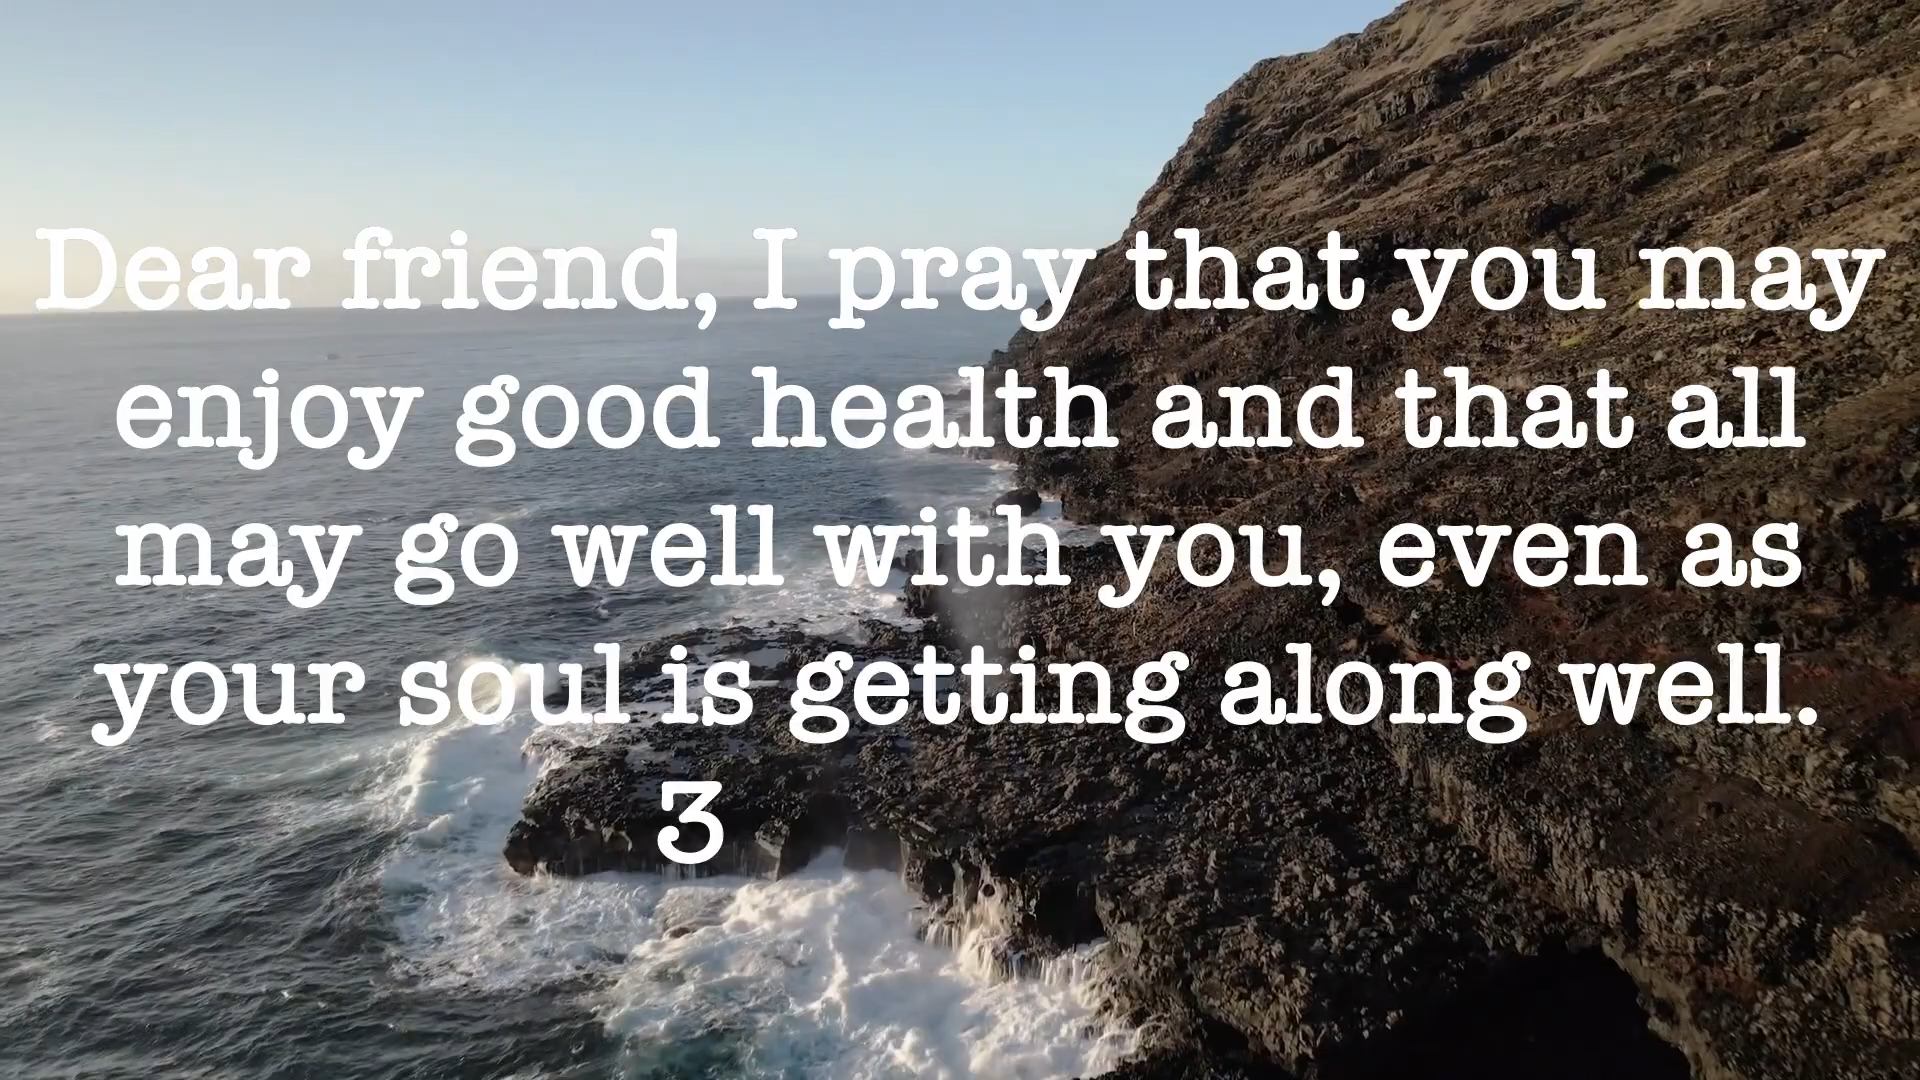 Dear friend, I pray that you may
enjoy good health and that all
may go well with you, even as
your soul is getting along well.
3